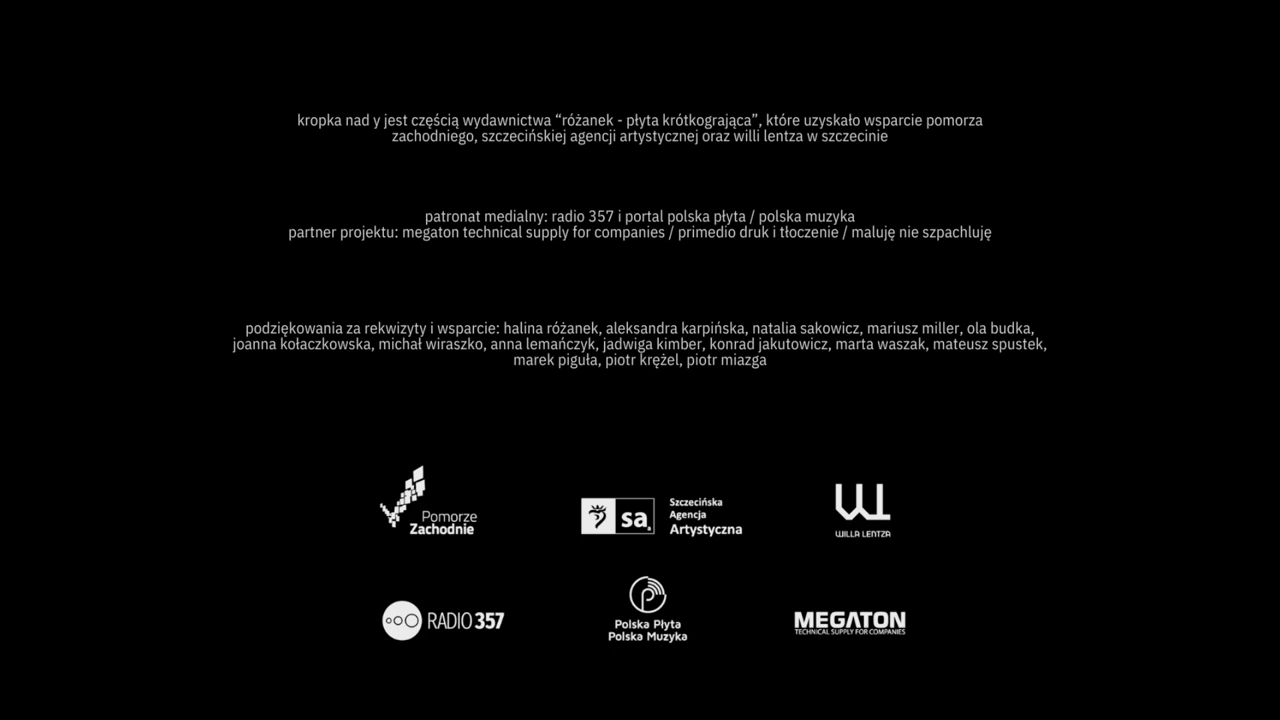 kropka nad y jest częścią wydawnictwa “różanek - płyta krótkogrająca”, które uzyskało wsparcie pomorza
zachodniego, szczecińskiej agencji artystycznej oraz willi lentza w szczecinie
patronat medialny: radio 357 i portal polska płyta / polska muzyka
partner projektu: megaton technical supply for companies / primedio druk i tłoczenie / maluję nie szpachluję
podziękowania za rekwizyty i wsparcie: halina różanek, aleksandra karpińska, natalia sakowicz, mariusz miller, ola budka,
joanna kołaczkowska, michał wiraszko, anna lemańczyk, jadwiga kimber, konrad jakutowicz, marta waszak, mateusz spustek,
marek piguła, piotr krężel, piotr miazga
Pomorze
Zachodnie
sa.
Szczecińska
Agencja
Artystyczna
WILLA LENTZA
RADIO 357
Polska Płyta
Polska Muzyka
MEGATON
TECHNICAL SUPPLY FOR COMPANIES